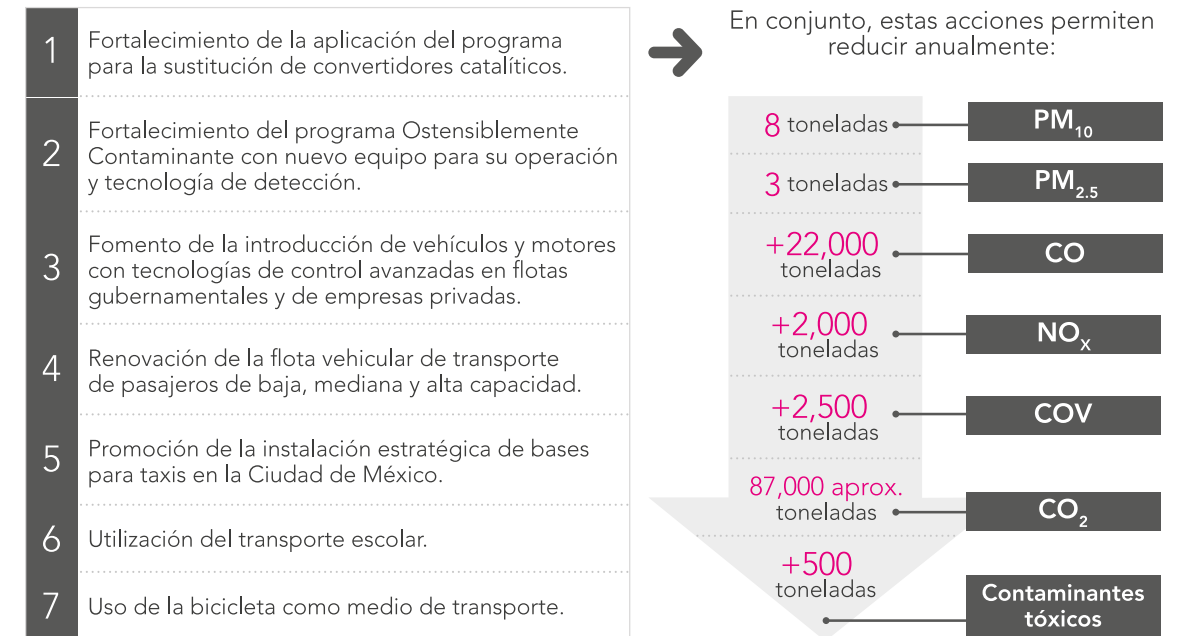 1
Fortalecimiento de la aplicación del programa
para la sustitución de convertidores catalíticos.
2
Fortalecimiento del programa Ostensiblemente
Contaminante con nuevo equipo para su operación
y tecnología de detección.
3
Fomento de la introducción de vehículos y motores
con tecnologías de control avanzadas en flotas
gubernamentales y de empresas privadas.
4
Renovación de la flota vehicular de transporte
de pasajeros de baja, mediana y alta capacidad.
5
Promoción de la instalación estratégica de bases
para taxis en la Ciudad de México.
6
Utilización del transporte escolar.
7
Uso de la bicicleta como medio de transporte.
En conjunto, estas acciones permiten
reducir anualmente:
8 toneladas
PM10
3 toneladas
PM2.5
+22,000
toneladas
CO
+2,000
toneladas
NOX
+2,500
toneladas
COV
87,000 aprox.
toneladas
CO2
+500
toneladas
Contaminantes
tóxicos